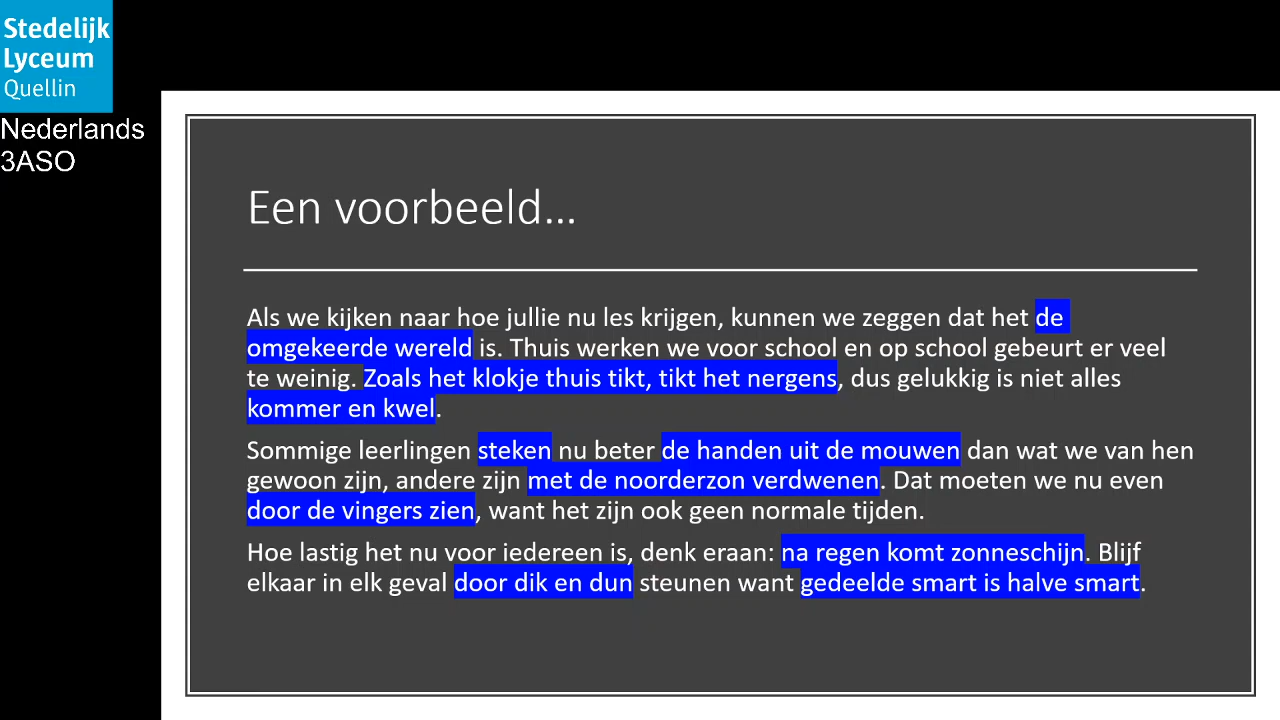 Stedelijk
Lyceum
Quellin
Nederlands
3ASO
Een voorbeeld...
Als we kijken naar hoe jullie nu les krijgen, kunnen we zeggen dat het de
omgekeerde wereld is. Thuis werken we voor school en op school gebeurt er veel
te weinig. Zoals het klokje thuis tikt, tikt het nergens, dus gelukkig is niet alles
kommer en kwel.
Sommige leerlingen steken nu beter de handen uit de mouwen dan wat we van hen
gewoon zijn, andere zijn met de noorderzon verdwenen. Dat moeten we nu even
door de vingers zien, want het zijn ook geen normale tijden.
Hoe lastig het nu voor iedereen is, denk eraan: na regen komt zonneschijn. Blijf
elkaar in elk geval door dik en dun steunen want gedeelde smart is halve smart.